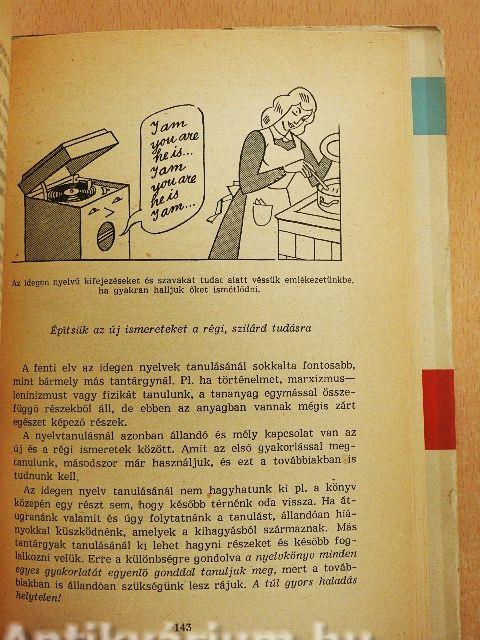 I am
you are
he is...
I am
you are
he is
I am...
Az idegen nyelvű kifejezéseket és szavakat tudat alatt véssük emlékezetünkbe,
ha gyakran halljuk őket ismétlődni.
Építsük az új ismereteket a régi, szilárd tudásra
A fenti elv az idegen nyelvek tanulásánál sokkalta fontosabb,
mint bármely más tantárgynál. Pl. ha történelmet, marxizmus—
leninizmust vagy fizikát tanulunk, a tananyag egymással össze-
függő részekből áll, de ebben az anyagban vannak mégis zárt
egészet képező részek.
A nyelvtanulásnál azonban állandó és mély kapcsolat van az
új és a régi ismeretek között. Amit az első gyakorlással meg-
tanulunk, másodszor már használjuk, és ezt a továbbiakban is
tudnunk kell.
Az idegen nyelv tanulásánál nem hagyhatunk ki pl. a könyv
közepén egy részt sem, hogy később térnénk oda vissza. Ha át-
ugranánk valamit és úgy folytatnánk a tanulást, állandóan hiá-
nyokkal küszködnénk, amelyek a kihagyásból származnak. Más
tantárgyak tanulásánál ki lehet hagyni részeket és később fog-
lalkozni velük. Erre a különbségre gondolva a nyelvkönyv minden
egyes gyakorlatát egyenlő gonddal tanuljuk meg, mert a továb-
biakban is állandóan szükségünk lesz rájuk. A túl gyors haladás
helytelen!
143
Antikvarium.hu